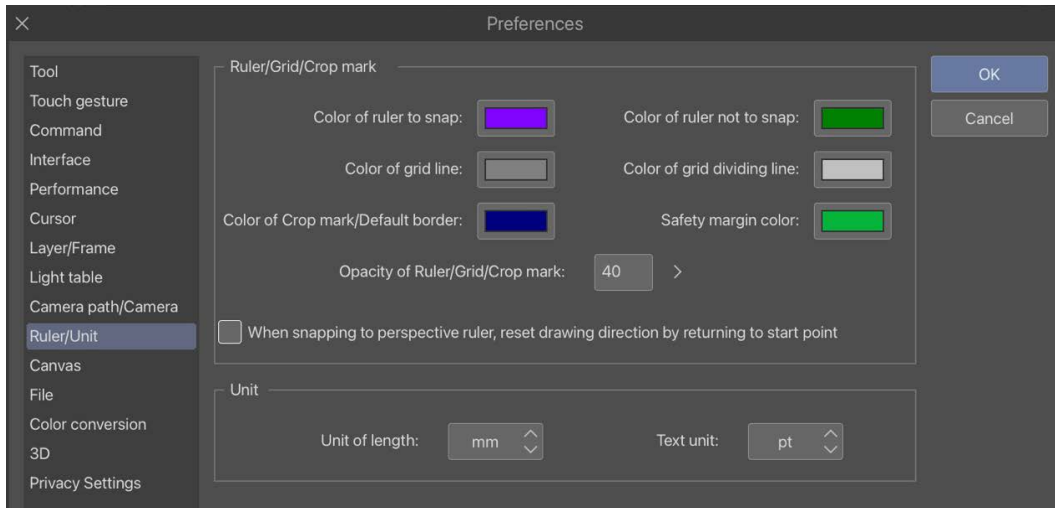 Preferences
Tool
Touch gesture
Command
Interface
Performance
Cursor
Layer/Frame
Light table
Camera path/Camera
Ruler/Unit
Canvas
File
Color conversion
3D
Privacy Settings
Ruler/Grid/Crop mark
Color of ruler to snap: Color of ruler not to snap:
Color of grid line: Color of grid dividing line:
Color of Crop mark/Default border: Safety margin color:
Opacity of Ruler/Grid/Crop mark: 40 >
When snapping to perspective ruler, reset drawing direction by returning to start point
Unit
Unit of length: mm Text unit: pt
OK
Cancel